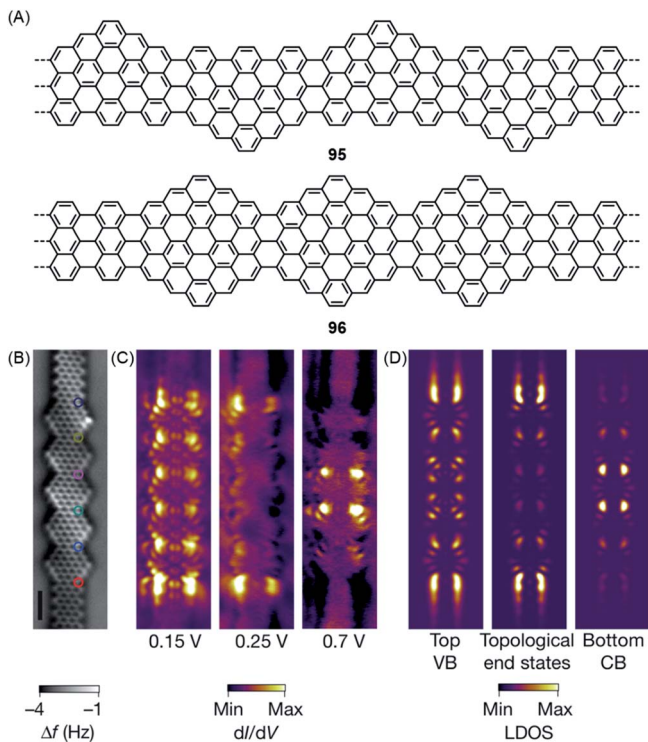 (A)
95
96
(B) (C) (D)
0.15 V 0.25 V 0.7 V Top VB Topological end states Bottom CB
−4 −1 Min Max Min Max
Δf (Hz) dI/dV LDOS